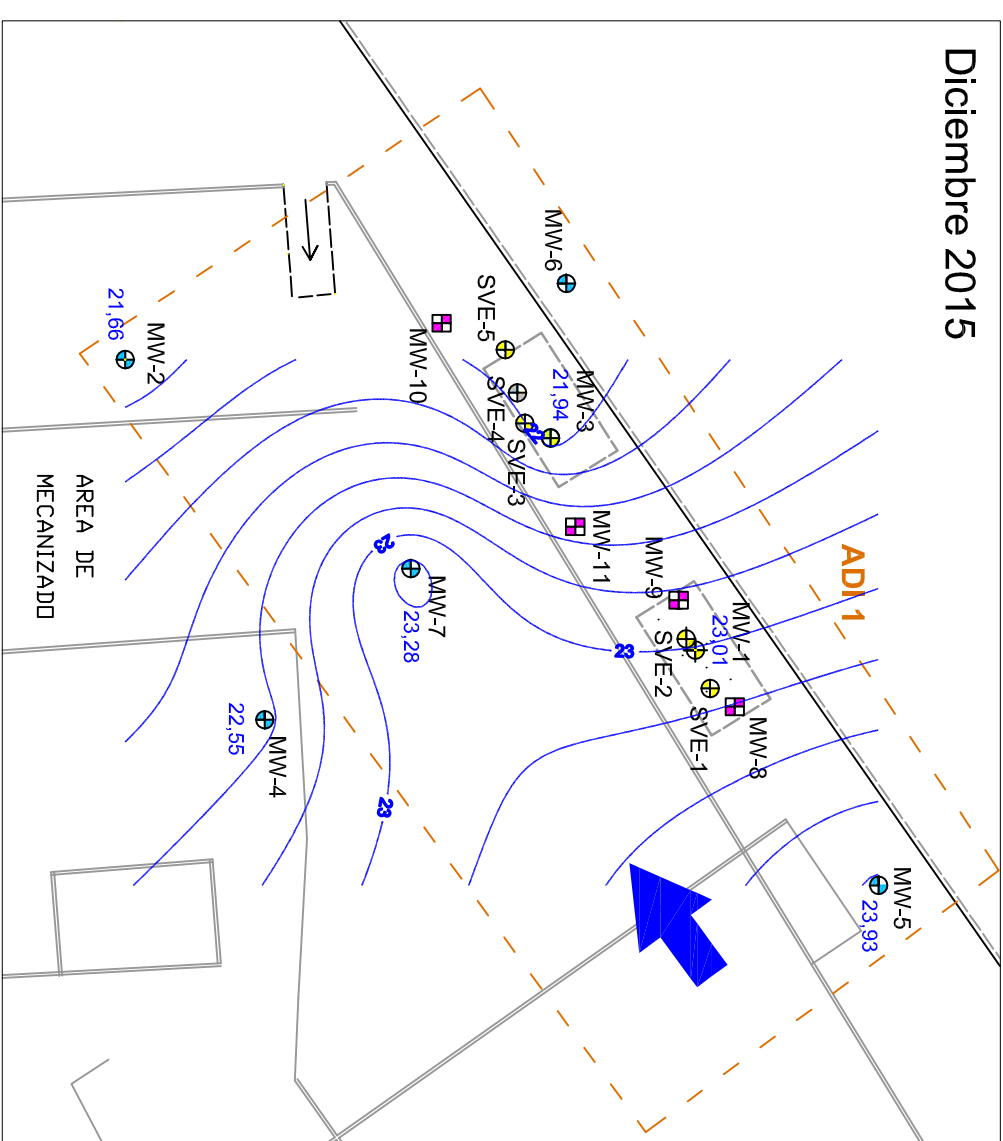 Diciembre 2015
ADI 1
MW-5
23,93
MW-8
MW-1
23,01
SVE-1
SVE-2
MW-9
23
MW-11
MW-3
21,94
22
SVE-3
SVE-4
SVE-5
MW-6
MW-10
MW-7
23,28
23
23
MW-4
22,55
MW-2
21,66
AREA DE
MECANIZADO